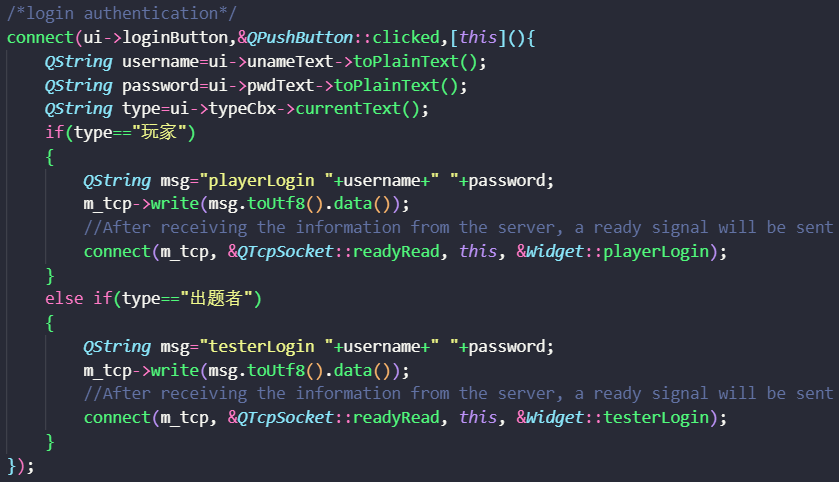 /*login authentication*/
connect(ui->loginButton,&QPushButton::clicked,[this](){
    QString username=ui->unameText->toPlainText();
    QString password=ui->pwdText->toPlainText();
    QString type=ui->typeCbx->currentText();
    if(type=="玩家")
    {
        QString msg="playerLogin "+username+" "+password;
        m_tcp->write(msg.toUtf8().data());
        //After receiving the information from the server, a ready signal will be sent
        connect(m_tcp, &QTcpSocket::readyRead, this, &Widget::playerLogin);
    }
    else if(type=="出题者")
    {
        QString msg="testerLogin "+username+" "+password;
        m_tcp->write(msg.toUtf8().data());
        //After receiving the information from the server, a ready signal will be sent
        connect(m_tcp, &QTcpSocket::readyRead, this, &Widget::testerLogin);
    }
});